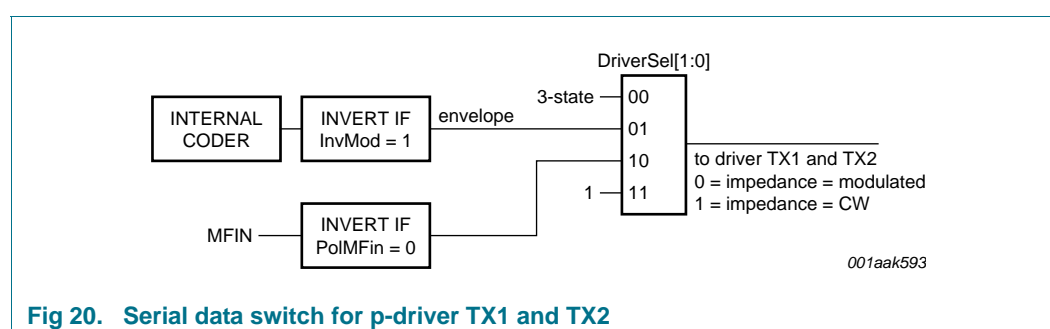 DriverSel[1:0]
3-state
00
INTERNAL
CODER
INVERT IF
InvMod = 1
envelope
01
10
1
11
to driver TX1 and TX2
0 = impedance = modulated
1 = impedance = CW
MFIN
INVERT IF
PolMFin = 0
001aak593
Fig 20. Serial data switch for p-driver TX1 and TX2